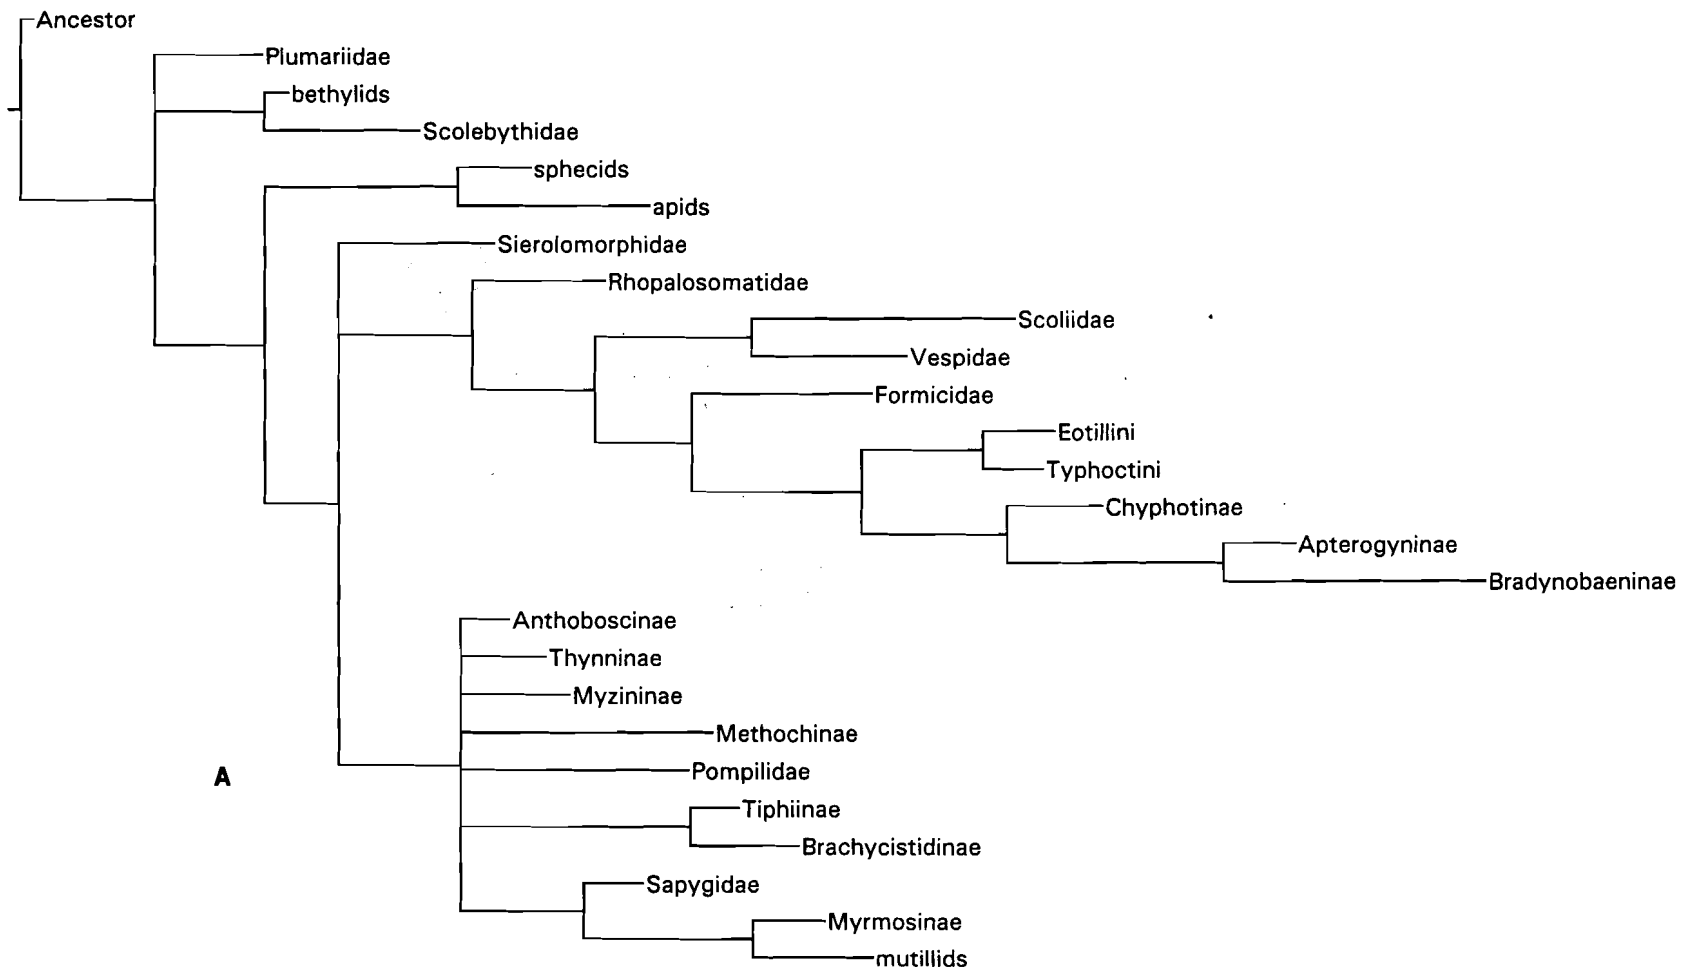 Ancestor
Plumariidae
bethylids
Scolebythidae
sphecids
apids
Sierolomorphidae
Rhopalosomatidae
Scoliidae
Vespidae
Formicidae
Eotillini
Typhoctini
Chyphotinae
Apterogyninae
Bradynobaeninae
Anthoboscinae
Thynninae
Myzininae
Methochinae
Pompilidae
A
Tiphiinae
Brachycistidinae
Sapygidae
Myrmosinae
mutillids